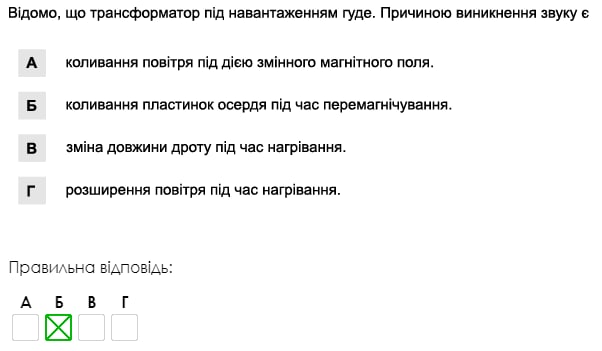 Відомо, що трансформатор під навантаженням гуде. Причиною виникнення звуку є
А коливання повітря під дією змінного магнітного поля.
Б коливання пластинок осердя під час перемагнічування.
В зміна довжини дроту під час нагрівання.
Г розширення повітря під час нагрівання.
Правильна відповідь:
А Б В Г